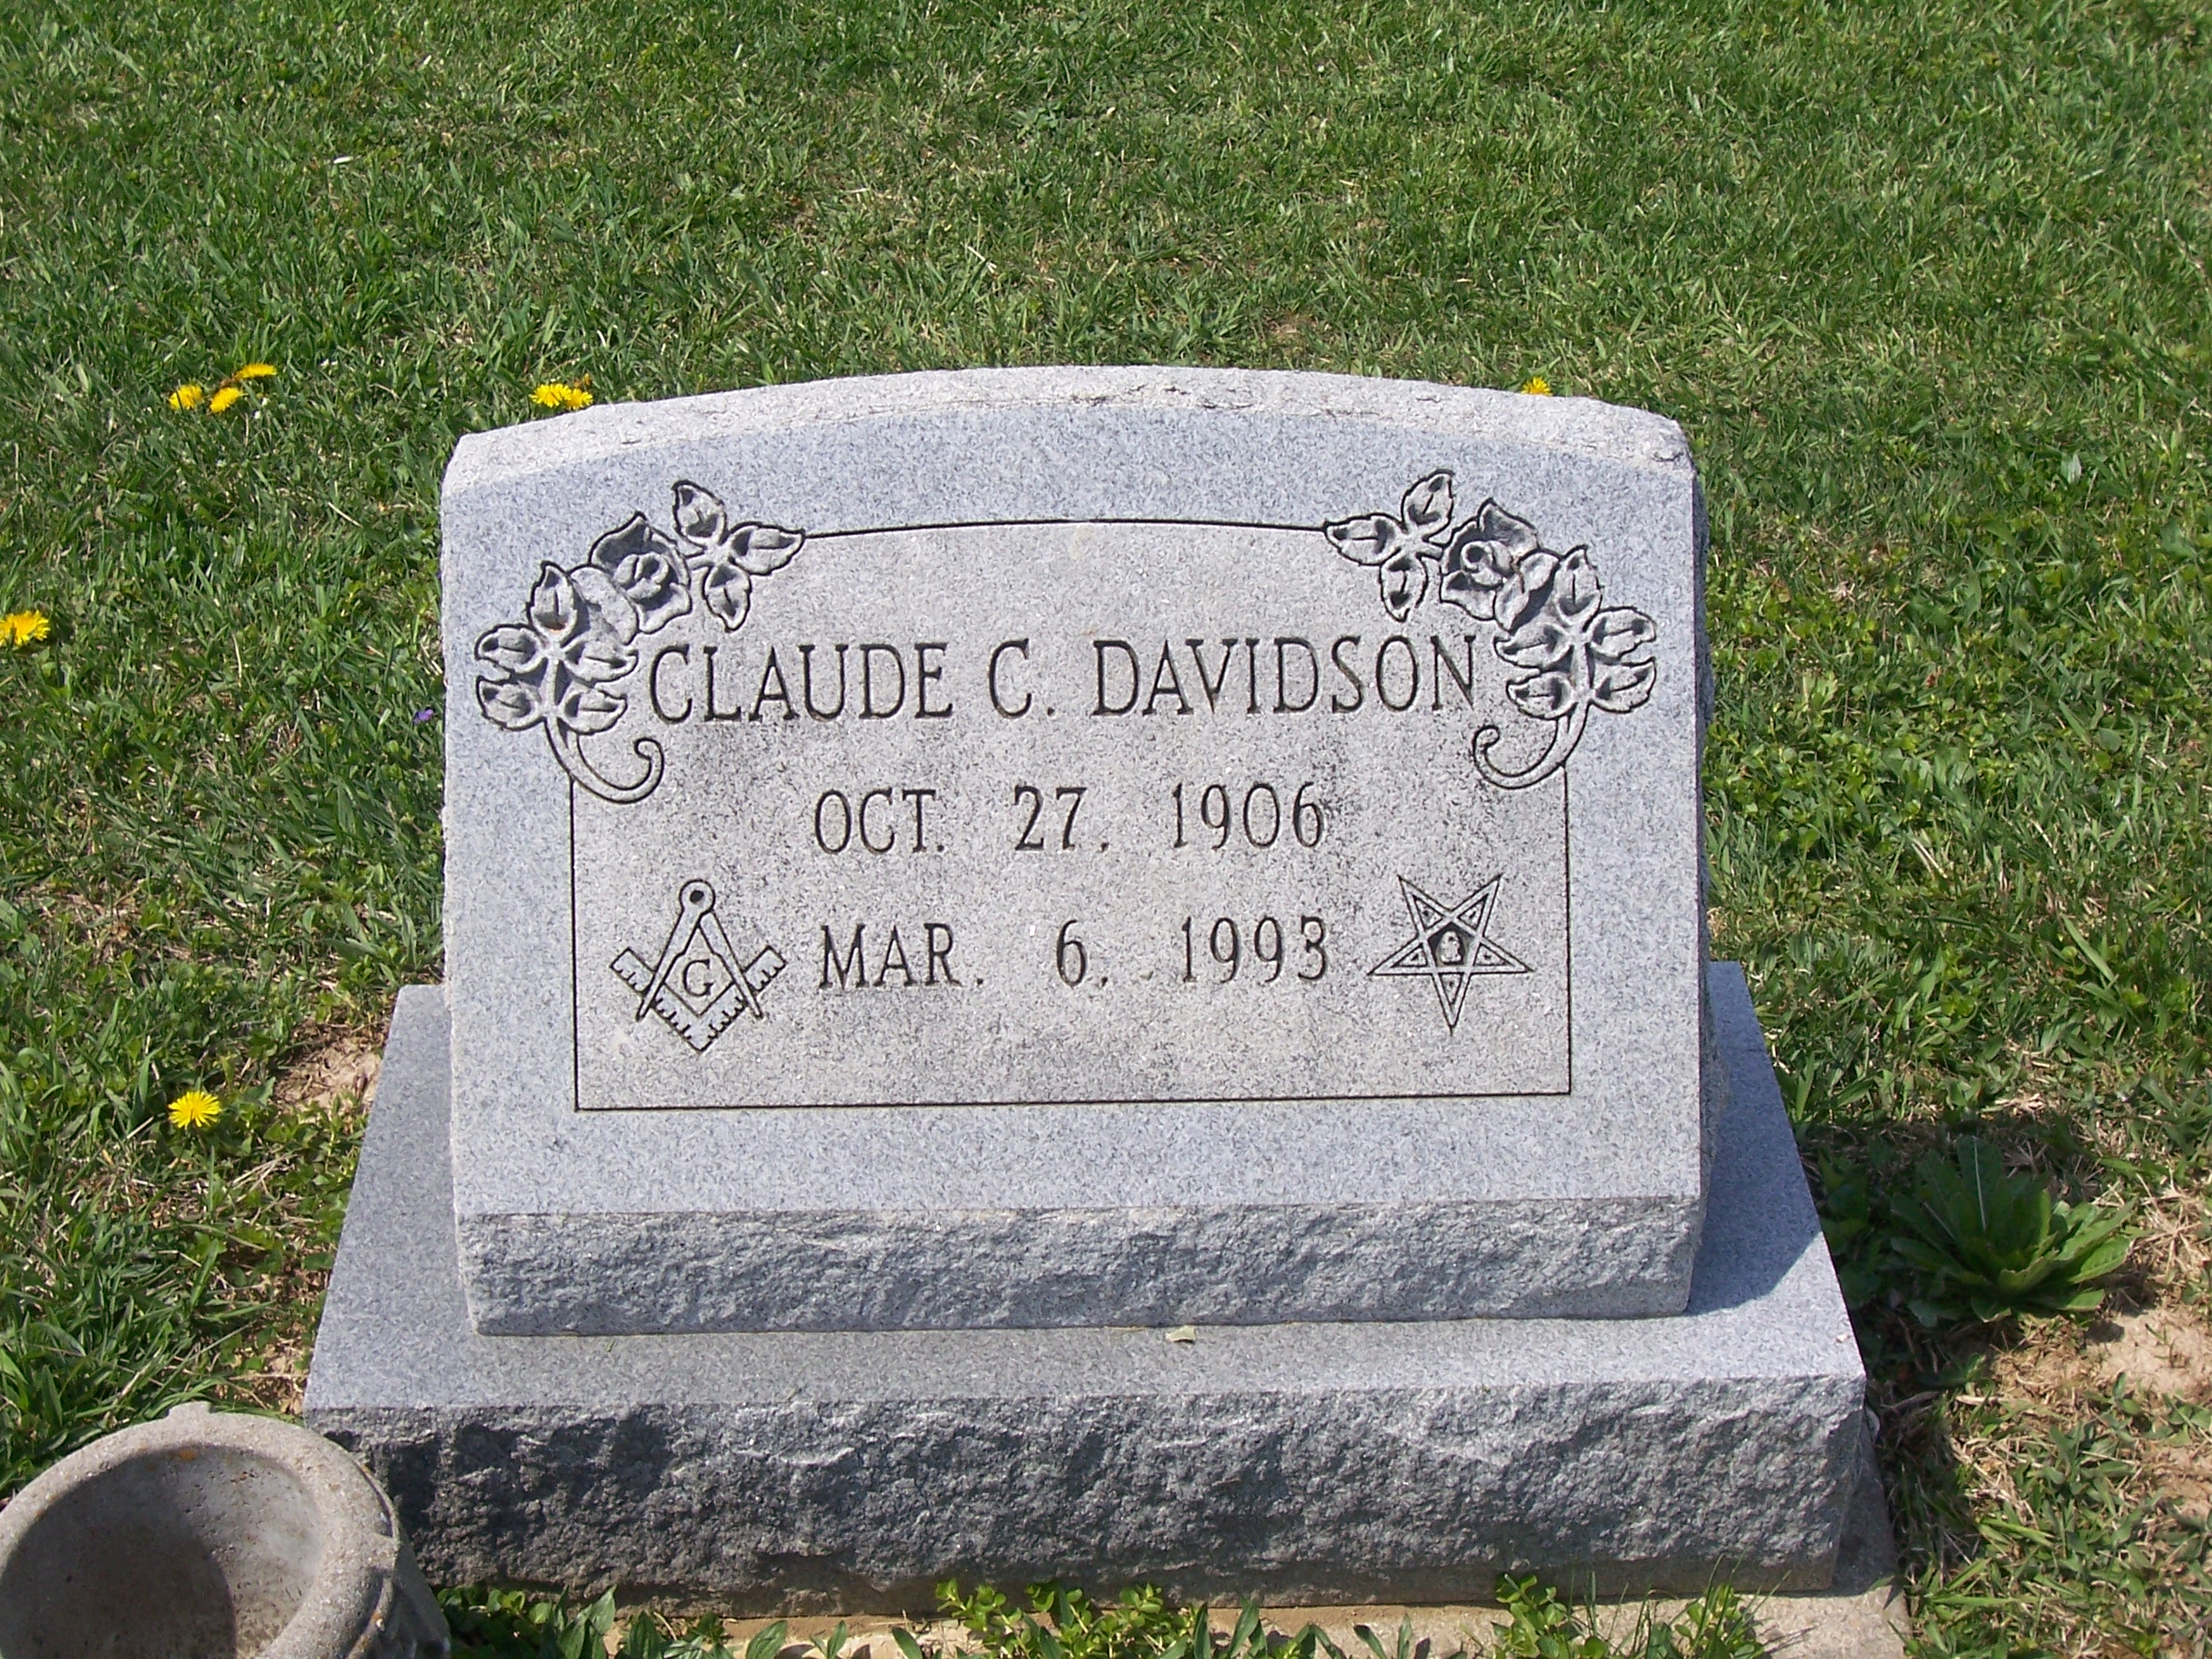 CLAUDE C. DAVIDSON
OCT. 27, 1906
MAR. 6, 1993
G